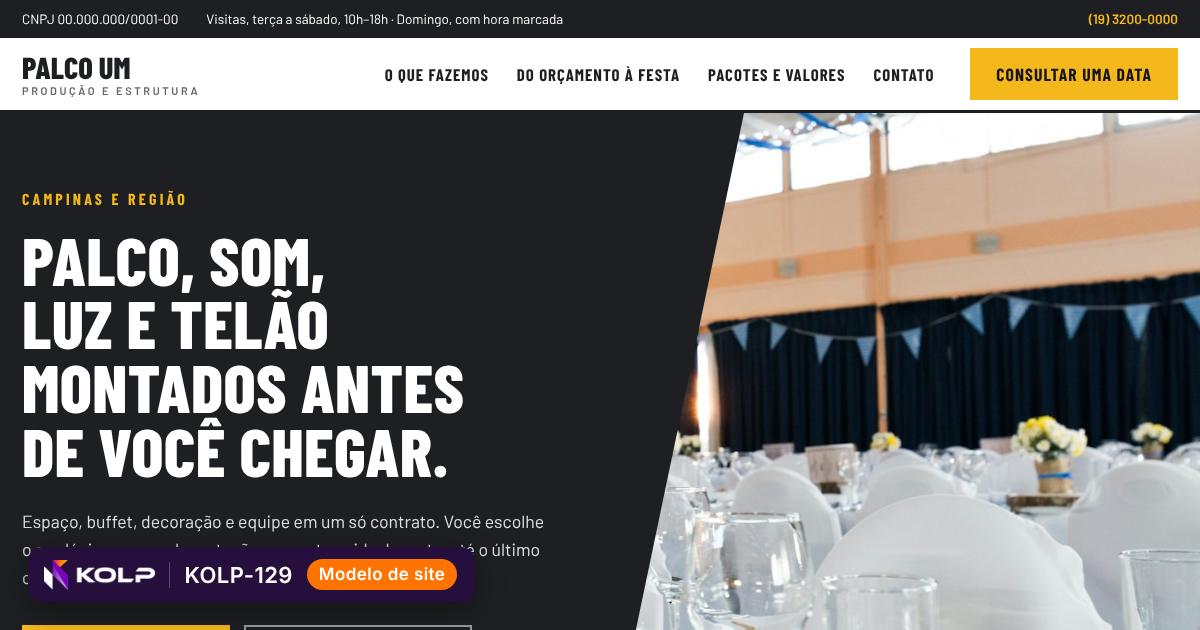 CNPJ 00.000.000/0001-00
Visitas, terça a sábado, 10h–18h · Domingo, com hora marcada
(19) 3200-0000
PALCO UM
PRODUÇÃO E ESTRUTURA
O QUE FAZEMOS
DO ORÇAMENTO À FESTA
PACOTES E VALORES
CONTATO
CONSULTAR UMA DATA
CAMPINAS E REGIÃO
PALCO, SOM,
LUZ E TELÃO
MONTADOS ANTES
DE VOCÊ CHEGAR.
Espaço, buffet, decoração e equipe em um só contrato. Você escolhe
o último
KOLP
KOLP-129
Modelo de site